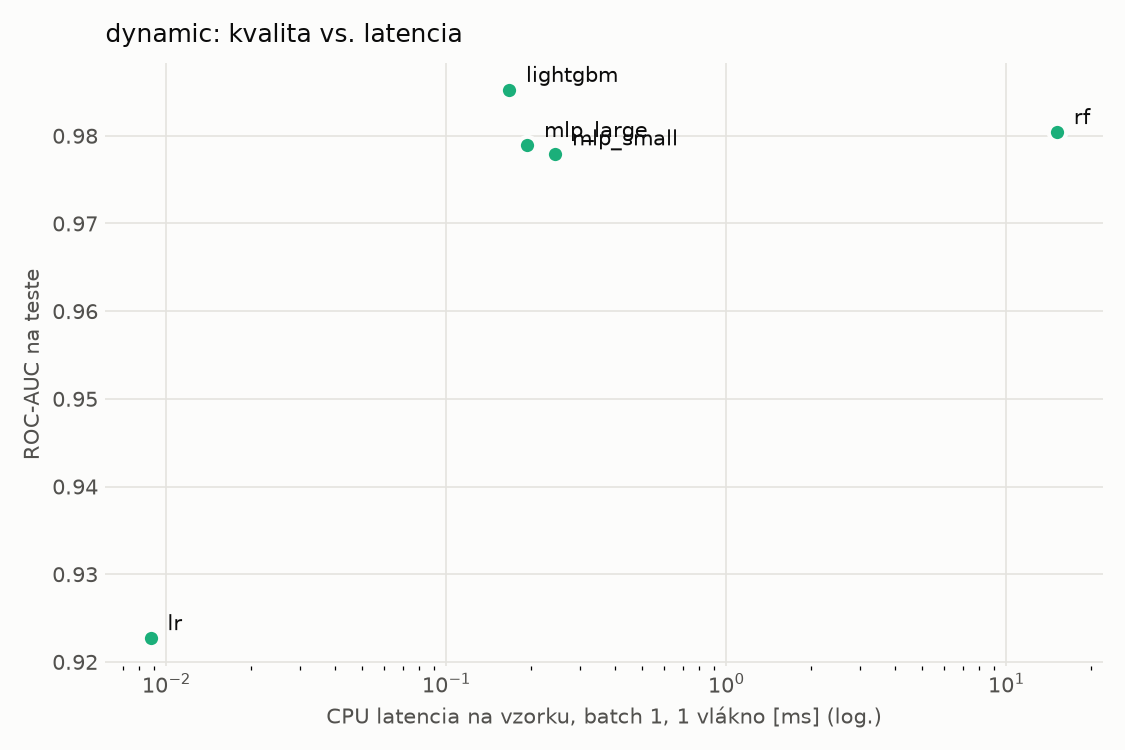 dynamic: kvalita vs. latencia
lightgbm
rf
mlp_large
mlp_small
0.98
0.97
0.96
0.95
0.94
0.93
0.92
ROC-AUC na teste
lr
10⁻²
10⁻¹
10⁰
10¹
CPU latencia na vzorku, batch 1, 1 vlákno [ms] (log.)